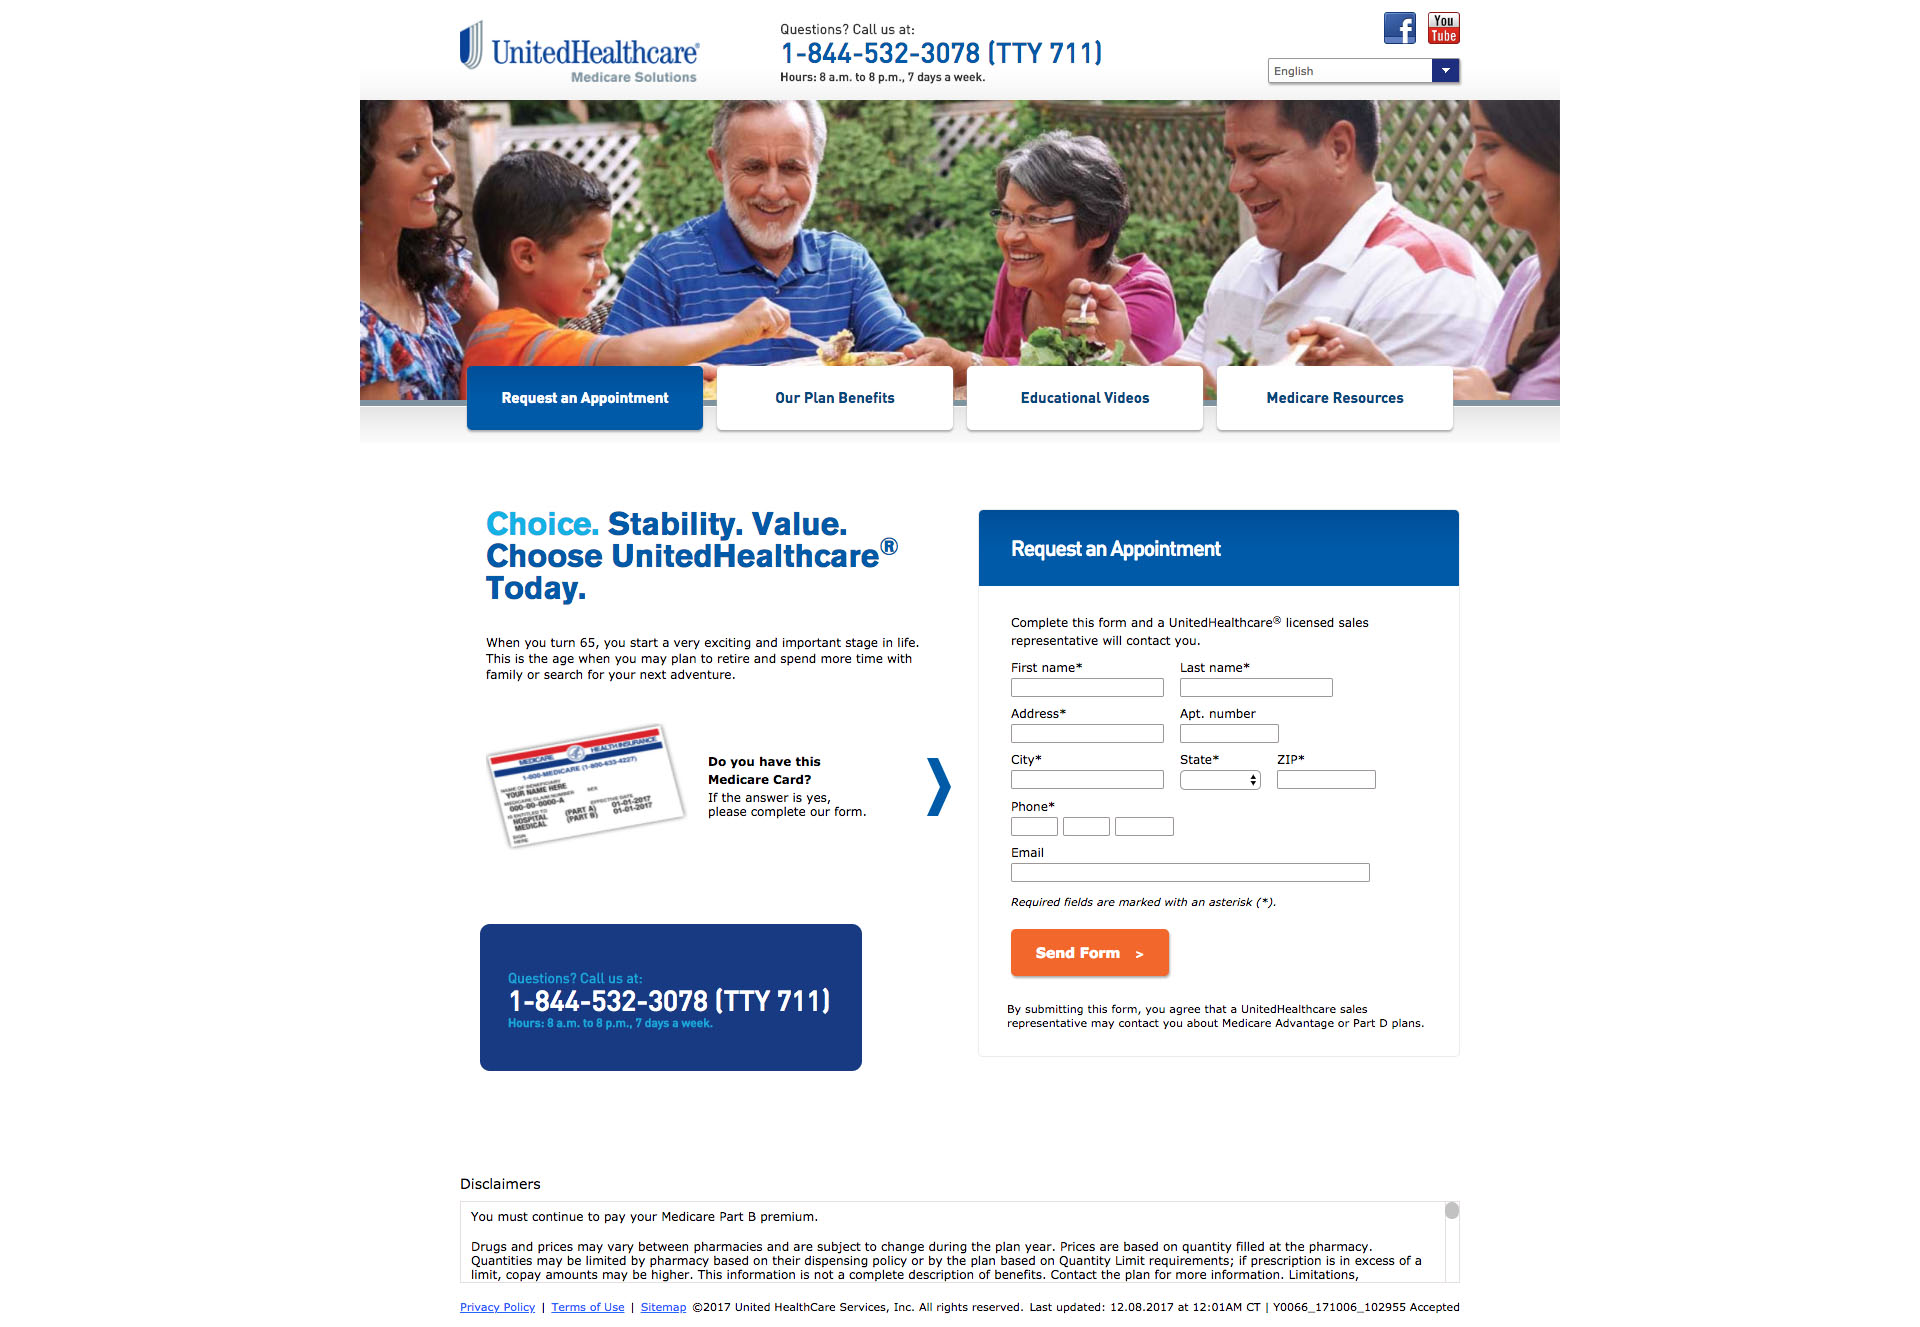 UnitedHealthcare®
Medicare Solutions
Questions? Call us at:
1-844-532-3078 (TTY 711)
Hours: 8 a.m. to 8 p.m., 7 days a week.
f
You
Tube
English
Request an Appointment
Our Plan Benefits
Educational Videos
Medicare Resources
Choice. Stability. Value.
Choose UnitedHealthcare®
Today.
When you turn 65, you start a very exciting and important stage in life.
This is the age when you may plan to retire and spend more time with
family or search for your next adventure.
MEDICARE HEALTH INSURANCE
1-800-MEDICARE (1-800-633-4227)
NAME OF BENEFICIARY
YOUR NAME HERE
MEDICARE CLAIM NUMBER SEX
000-00-0000-A
IS ENTITLED TO EFFECTIVE DATE
HOSPITAL (PART A) 01-01-2017
MEDICAL (PART B) 01-01-2017
SIGN
HERE
Do you have this
Medicare Card?
If the answer is yes,
please complete our form.
Questions? Call us at:
1-844-532-3078 (TTY 711)
Hours: 8 a.m. to 8 p.m., 7 days a week.
Request an Appointment
Complete this form and a UnitedHealthcare® licensed sales
representative will contact you.
First name* Last name*
Address* Apt. number
City* State* ZIP*
Phone*
Email
Required fields are marked with an asterisk (*).
Send Form >
By submitting this form, you agree that a UnitedHealthcare sales
representative may contact you about Medicare Advantage or Part D plans.
Disclaimers
You must continue to pay your Medicare Part B premium.
Drugs and prices may vary between pharmacies and are subject to change during the plan year. Prices are based on quantity filled at the pharmacy.
Quantities may be limited by pharmacy based on their dispensing policy or by the plan based on Quantity Limit requirements; if prescription is in excess of a
limit, copay amounts may be higher. This information is not a complete description of benefits. Contact the plan for more information. Limitations,
Privacy Policy | Terms of Use | Sitemap ©2017 United HealthCare Services, Inc. All rights reserved. Last updated: 12.08.2017 at 12:01AM CT | Y0066_171006_102955 Accepted